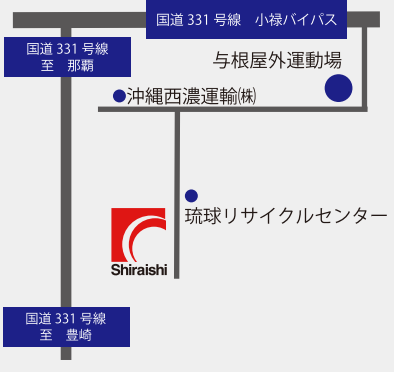 国道 331 号線　小禄バイパス
国道 331 号線
至　那覇
与根屋外運動場
沖縄西濃運輸㈱
琉球リサイクルセンター
Shiraishi
国道 331 号線
至　豊崎